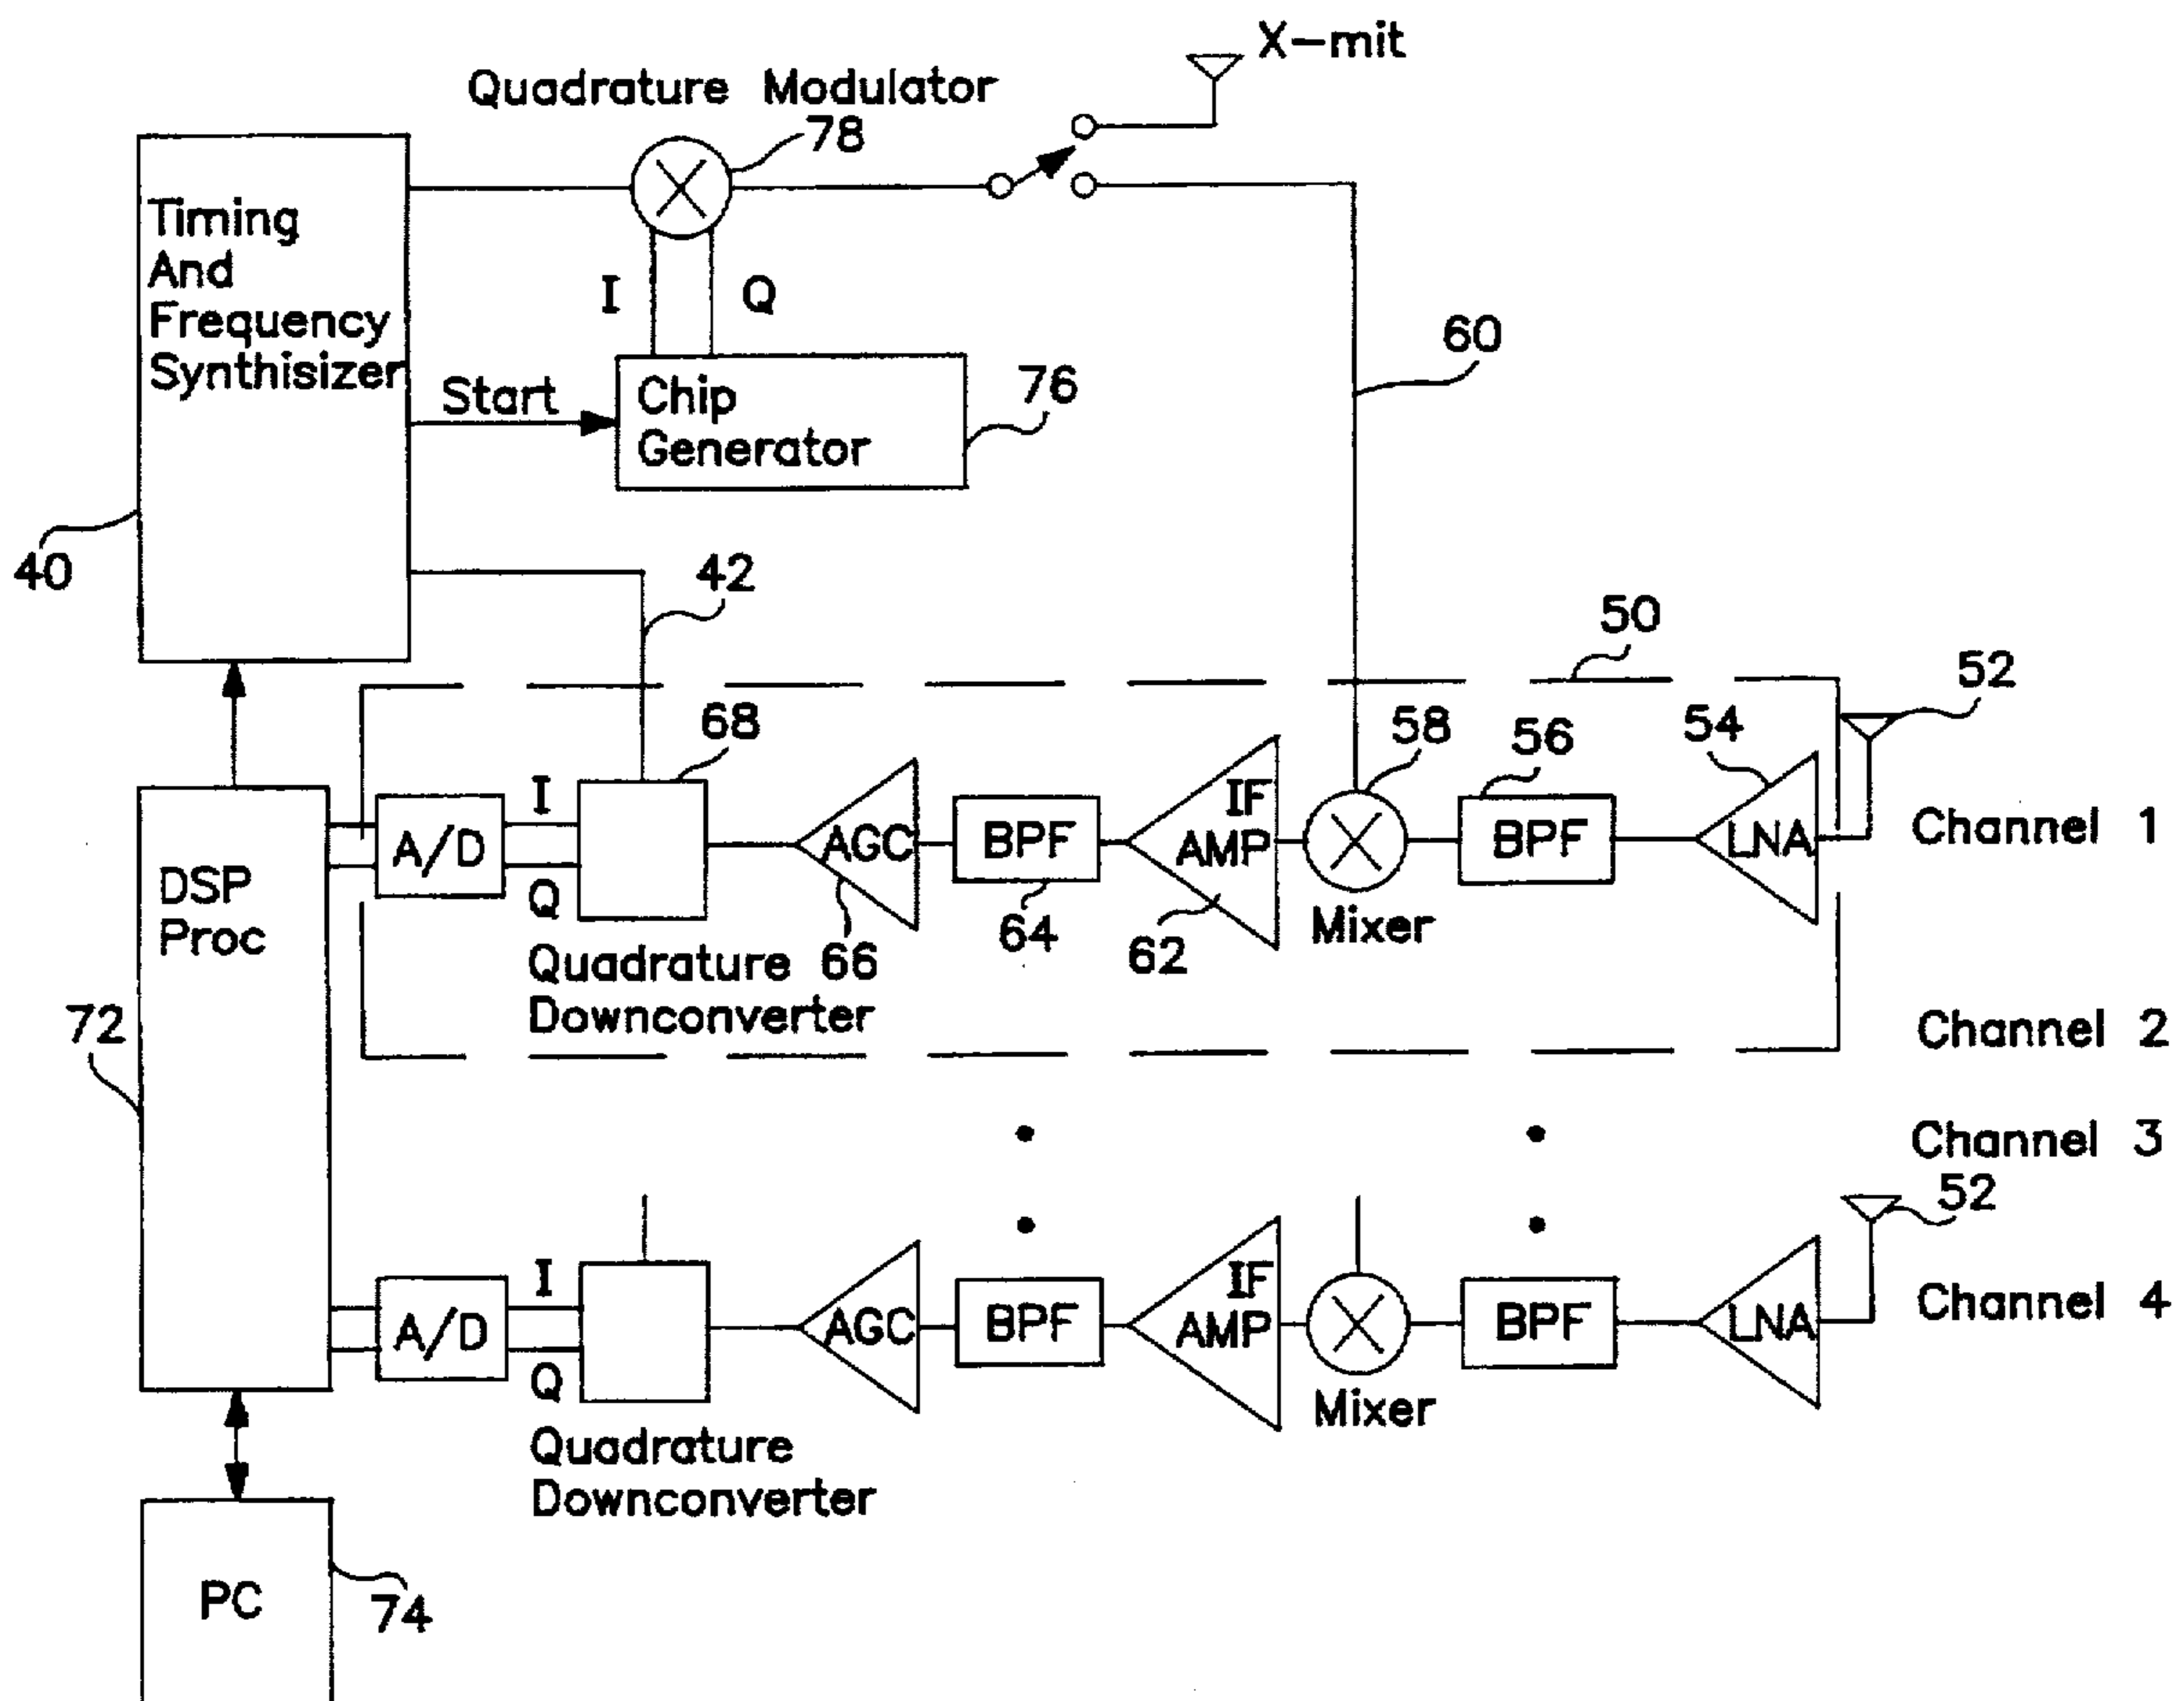 X-mit
Quadrature Modulator
78
Timing
And
Frequency
Synthisizer
I
Q
60
Start
Chip
Generator
76
40
42
50
52
68
58
56
54
I
A/D
Q
AGC
BPF
IF
AMP
BPF
LNA
Channel 1
DSP
Proc
Mixer
64
62
Quadrature
Downconverter
66
72
Channel 2
Channel 3
52
I
A/D
Q
AGC
BPF
IF
AMP
BPF
LNA
Channel 4
Mixer
Quadrature
Downconverter
PC
74